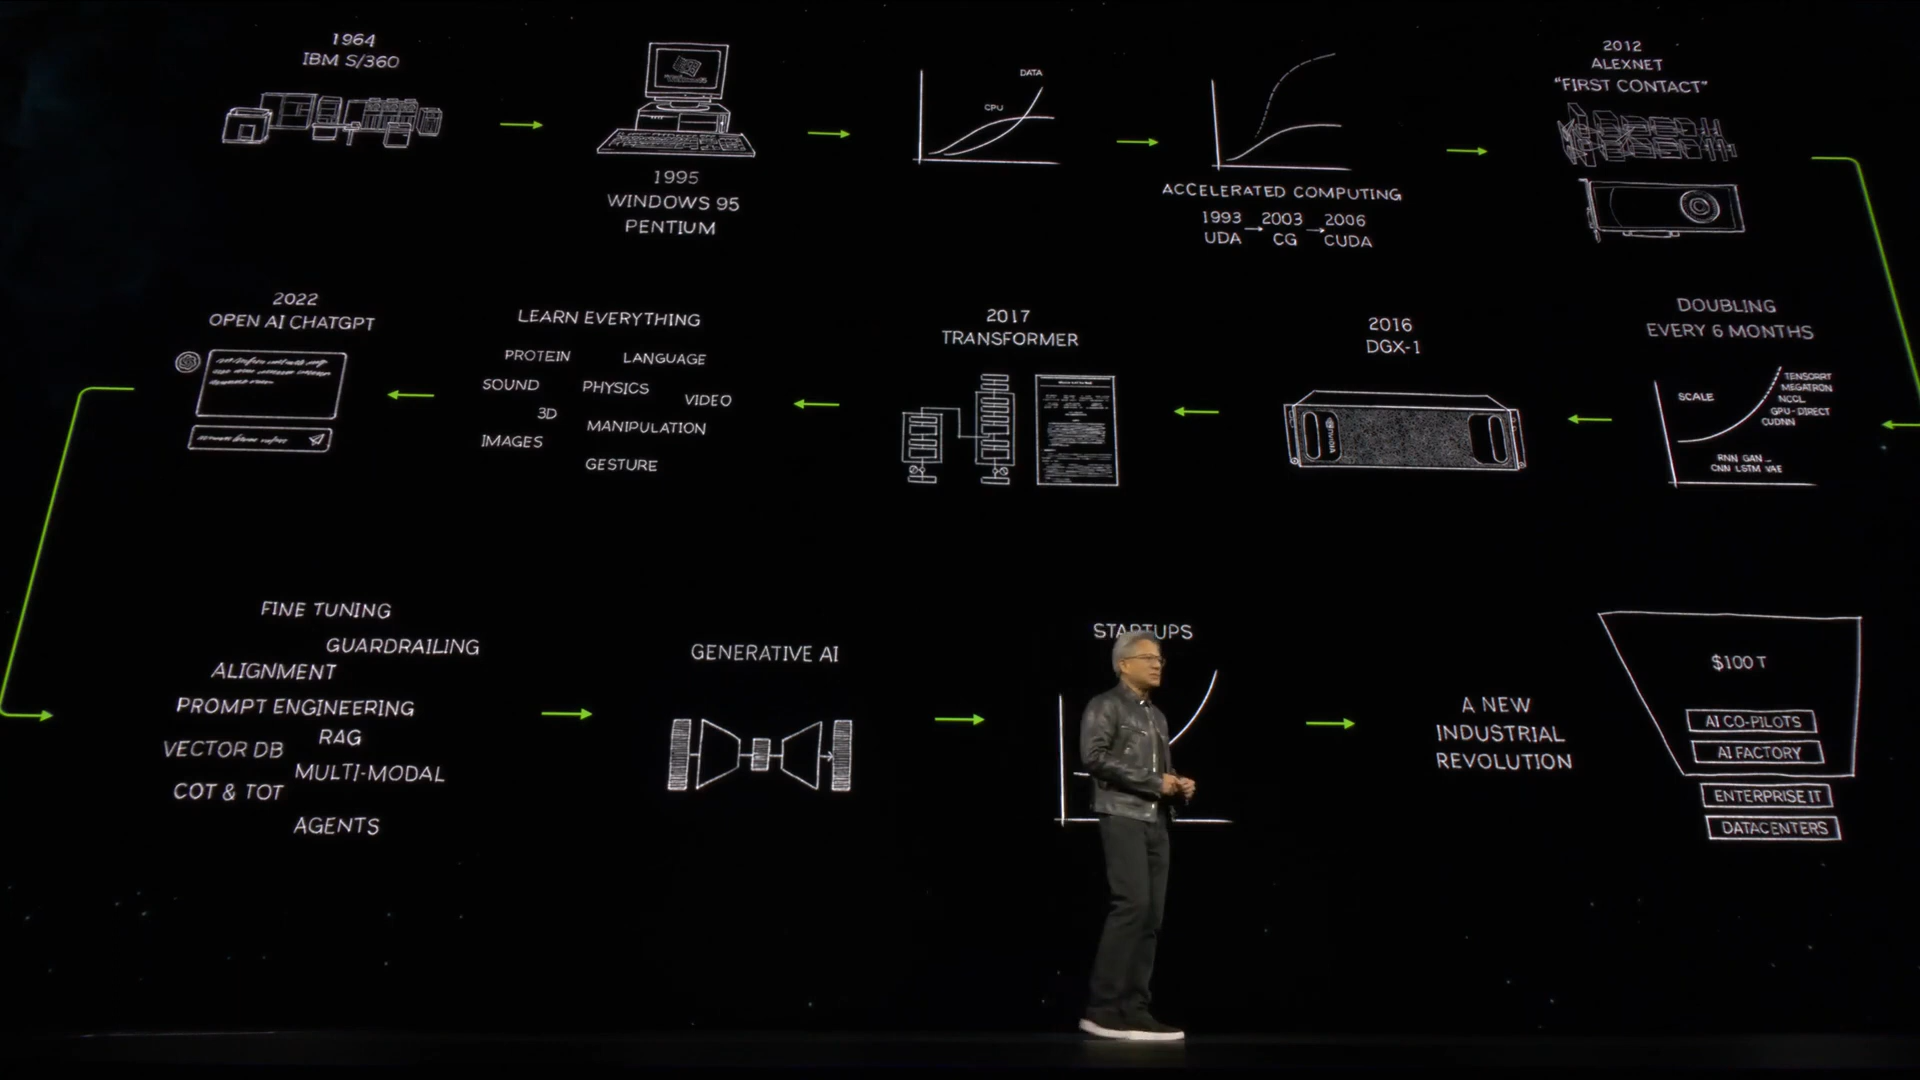 1964
IBM S/360
1995
WINDOWS 95
PENTIUM
DATA
CPU
ACCELERATED COMPUTING
1993 → 2003 → 2006
UDA CG CUDA
2012
ALEXNET
"FIRST CONTACT"
DOUBLING
EVERY 6 MONTHS
SCALE
TENSORRT
MEGATRON
NCCL
GPU-DIRECT
CUDNN
RNN GAN
CNN LSTM VAE
2016
DGX-1
NVIDIA
2017
TRANSFORMER
LEARN EVERYTHING
PROTEIN
LANGUAGE
SOUND
PHYSICS
VIDEO
3D
MANIPULATION
IMAGES
GESTURE
2022
OPEN AI CHATGPT
FINE TUNING
GUARDRAILING
ALIGNMENT
PROMPT ENGINEERING
RAG
VECTOR DB
MULTI-MODAL
COT & TOT
AGENTS
GENERATIVE AI
STARTUPS
A NEW
INDUSTRIAL
REVOLUTION
$100 T
AI CO-PILOTS
AI FACTORY
ENTERPRISE IT
DATACENTERS